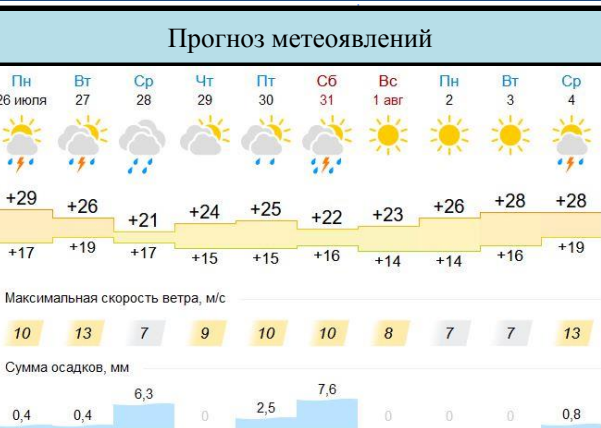 Прогноз метеоявлений
Пн Вт Ср Чт Пт Сб Вс Пн Вт Ср
26 июля 27 28 29 30 31 1 авг 2 3 4
+29 +26 +21 +24 +25 +22 +23 +26 +28 +28
+17 +19 +17 +15 +15 +16 +14 +14 +16 +19
Максимальная скорость ветра, м/с
10 13 7 9 10 10 8 7 7 13
Сумма осадков, мм
0,4 0,4 6,3 0 2,5 7,6 0 0 0 0,8